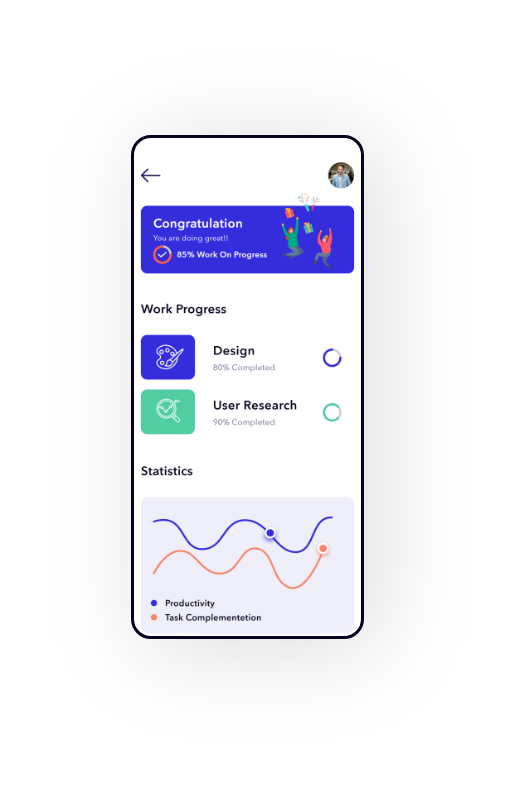 Congratulation
You are doing great!!
85% Work On Progress
Work Progress
Design
80% Completed
User Research
90% Completed
Statistics
Productivity
Task Complementetion